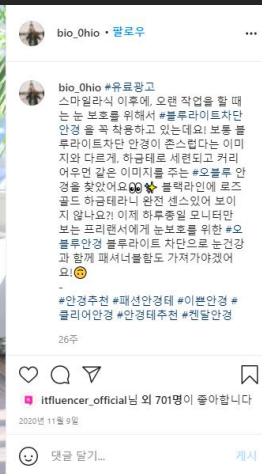 bio_0hio • 팔로우
bio_0hio #유료광고
스마일라식 이후에, 오랜 작업을 할 때
는 눈 보호를 위해서 #블루라이트차단
안경 을 꼭 착용하고 있는데요! 보통 블
루라이트차단 안경이 존스럽다는 이미
지와 다르게, 하금테로 세련되고 커리
어우먼 같은 이미지를 주는 #오블루 안
경을 찾았어요👀✨ 블랙라인에 로즈
골드 하금테라니 완전 센스있어 보이
지 않나요?! 이제 하루종일 모니터만
보는 프리랜서에게 눈보호를 위한 #오
블루안경 블루라이트 차단으로 눈건강
과 함께 패셔너블함도 가져가야겠어
요!🙃
-
#안경추천 #패션안경테 #이쁜안경 #
클리어안경 #안경테추천 #켄달안경
26주
itfluencer_official님 외 701명이 좋아합니다
2020년 11월 9일
댓글 달기...
게시